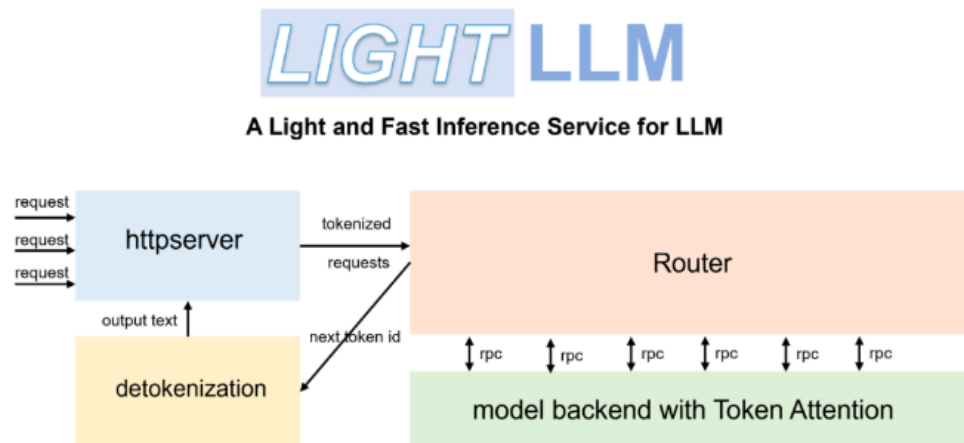 LIGHT LLM
A Light and Fast Inference Service for LLM
request
request
request
httpserver
tokenized
requests
Router
output text
next token id
detokenization
rpc rpc rpc rpc rpc rpc
model backend with Token Attention